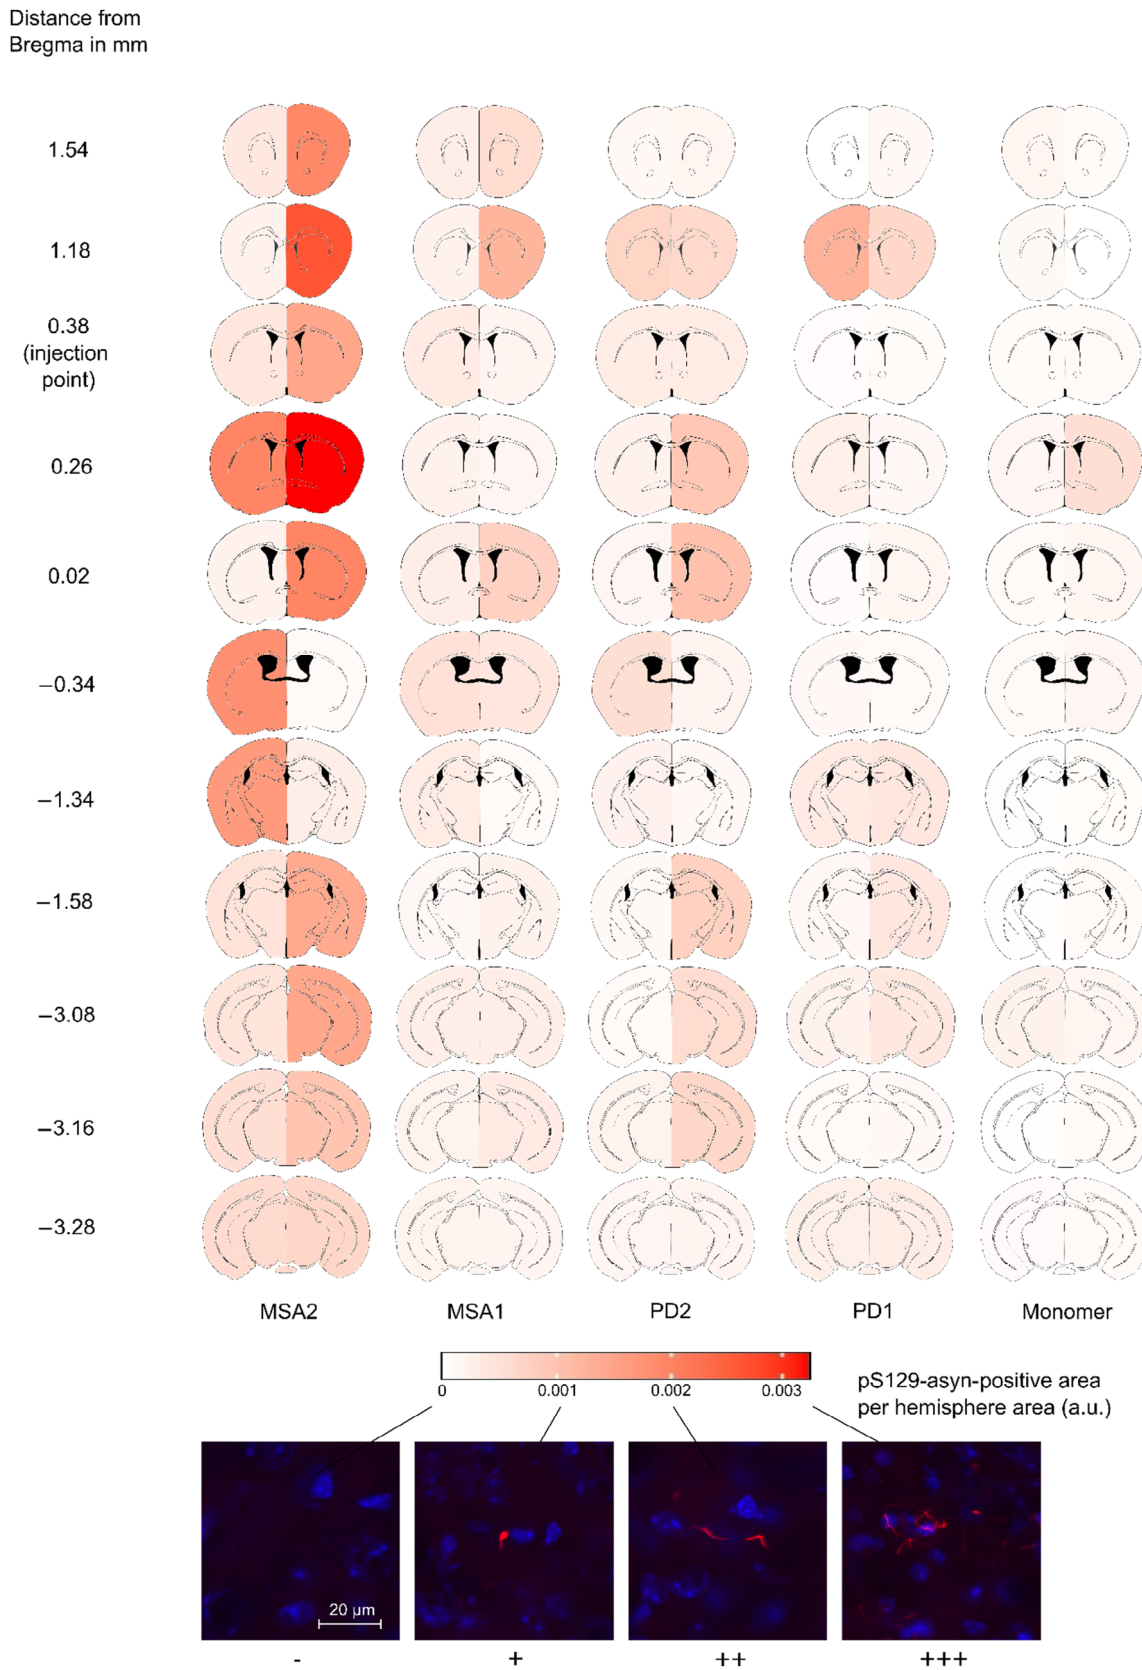 Distance from
Bregma in mm
1.54
1.18
0.38
(injection
point)
0.26
0.02
−0.34
−1.34
−1.58
−3.08
−3.16
−3.28
MSA2 MSA1 PD2 PD1 Monomer
0 0.001 0.002 0.003
pS129-asyn-positive area
per hemisphere area (a.u.)
20 µm
- + ++ +++